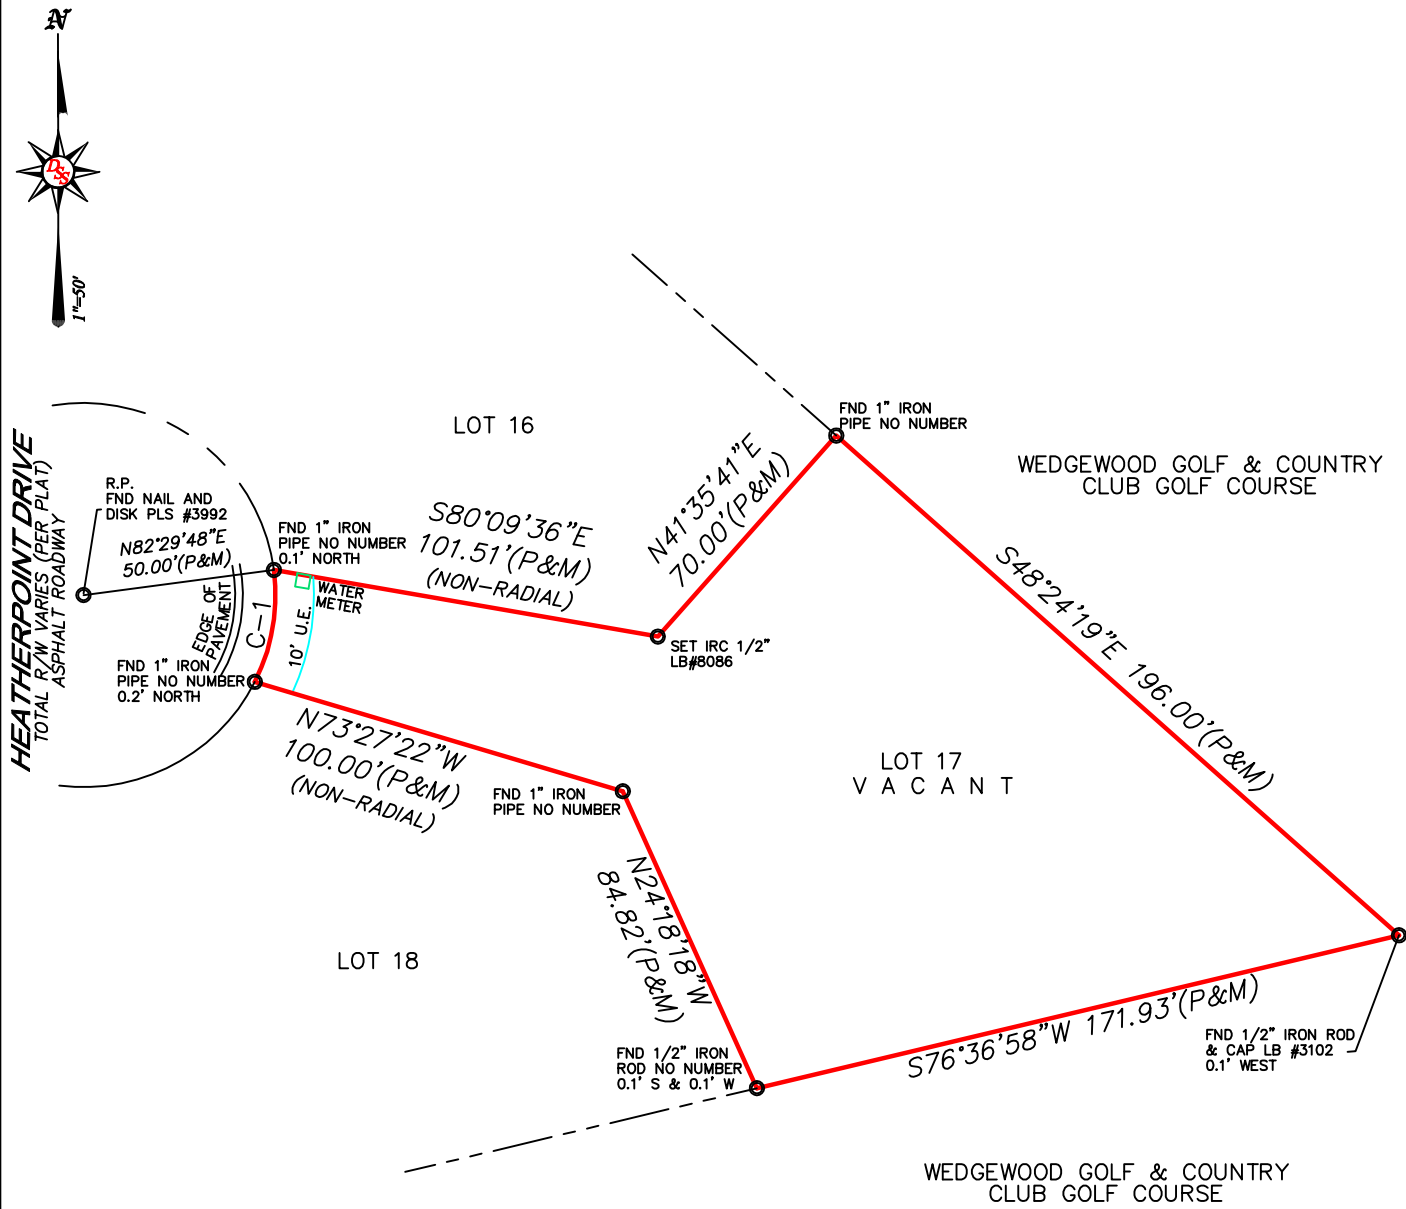 N
DSS
1"=50'
LOT 16
FND 1" IRON
PIPE NO NUMBER
WEDGEWOOD GOLF & COUNTRY
CLUB GOLF COURSE
HEATHERPOINT DRIVE
TOTAL R/W VARIES (PER PLAT)
ASPHALT ROADWAY
R.P.
FND NAIL AND
DISK PLS #3992
N82°29'48"E
50.00'(P&M)
FND 1" IRON
PIPE NO NUMBER
0.1' NORTH
S80°09'36"E
101.51'(P&M)
(NON-RADIAL)
N41°35'41"E
70.00'(P&M)
S48°24'19"E 196.00'(P&M)
EDGE OF
PAVEMENT
C-1
10' U.E.
WATER
METER
SET IRC 1/2"
LB#8086
FND 1" IRON
PIPE NO NUMBER
0.2' NORTH
N73°27'22"W
100.00'(P&M)
(NON-RADIAL)
FND 1" IRON
PIPE NO NUMBER
LOT 17
VACANT
N24°18'18"W
84.82'(P&M)
LOT 18
S76°36'58"W 171.93'(P&M)
FND 1/2" IRON ROD
& CAP LB #3102
0.1' WEST
FND 1/2" IRON
ROD NO NUMBER
0.1' S & 0.1' W
WEDGEWOOD GOLF & COUNTRY
CLUB GOLF COURSE